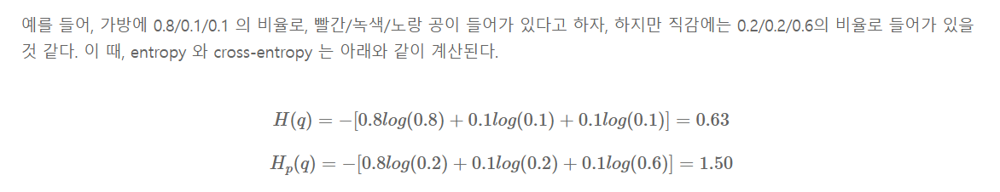 예를 들어, 가방에 0.8/0.1/0.1 의 비율로, 빨간/녹색/노랑 공이 들어가 있다고 하자, 하지만 직감에는 0.2/0.2/0.6의 비율로 들어가 있을
것 같다. 이 때, entropy 와 cross-entropy 는 아래와 같이 계산된다.
H(q) = −[0.8log(0.8) + 0.1log(0.1) + 0.1log(0.1)] = 0.63
H_p(q) = −[0.8log(0.2) + 0.1log(0.2) + 0.1log(0.6)] = 1.50